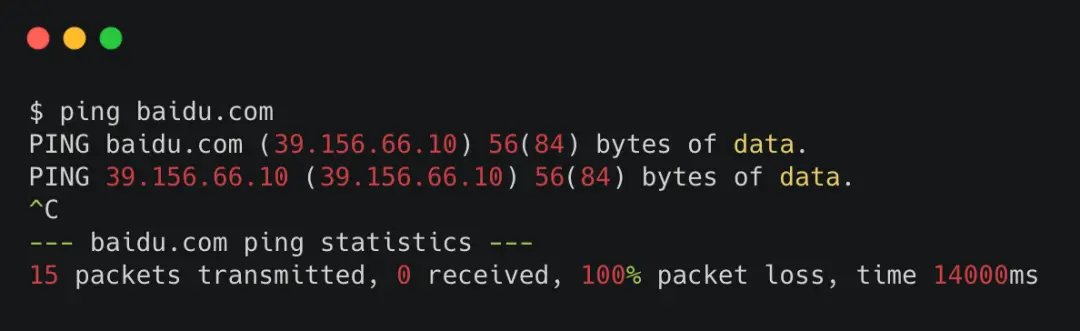 $ ping baidu.com
PING baidu.com (39.156.66.10) 56(84) bytes of data.
PING 39.156.66.10 (39.156.66.10) 56(84) bytes of data.
^C
--- baidu.com ping statistics ---
15 packets transmitted, 0 received, 100% packet loss, time 14000ms